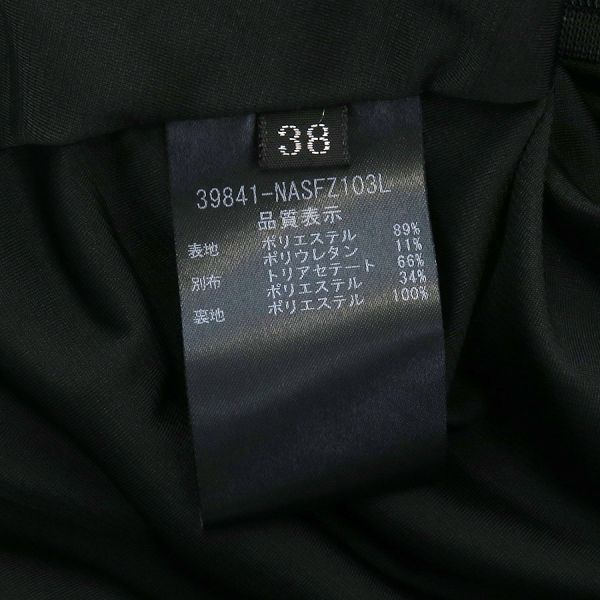 38
39841-NASFZ103L
品質表示
表地 ポリエステル 89%
ポリウレタン 11%
別布 トリアセテート 66%
ポリエステル 34%
裏地 ポリエステル 100%